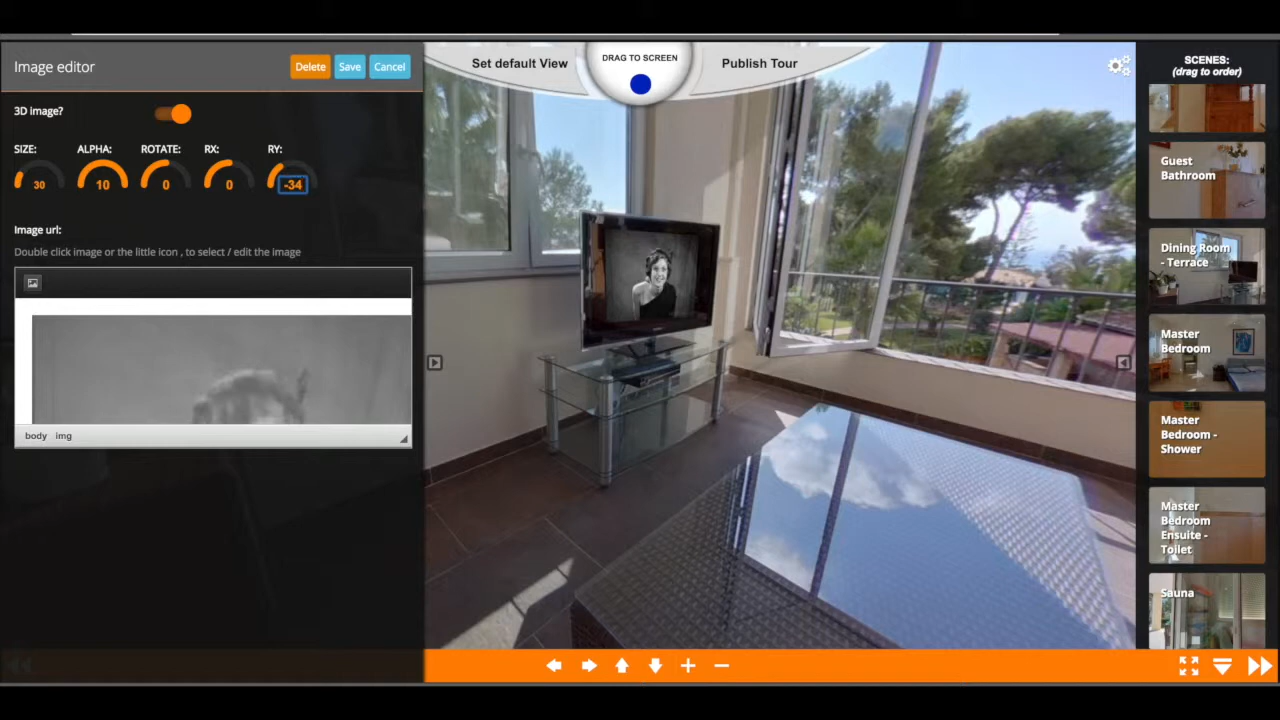 Image editor
Delete
Save
Cancel
3D image?
SIZE:
ALPHA:
ROTATE:
RX:
RY:
30
10
0
0
-34
Image url:
Double click image or the little icon , to select / edit the image
body img
Set default View
DRAG TO SCREEN
Publish Tour
SCENES:
(drag to order)
Guest
Bathroom
Dining Room
- Terrace
Master
Bedroom
Master
Bedroom -
Shower
Master
Bedroom
Ensuite -
Toilet
Sauna